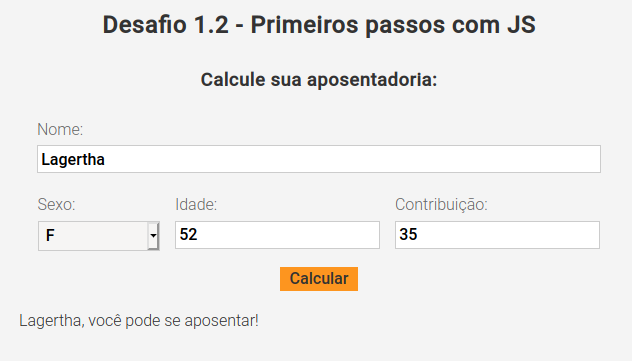 Desafio 1.2 - Primeiros passos com JS
Calcule sua aposentadoria:
Nome:
Lagertha
Sexo: Idade: Contribuição:
F 52 35
Calcular
Lagertha, você pode se aposentar!